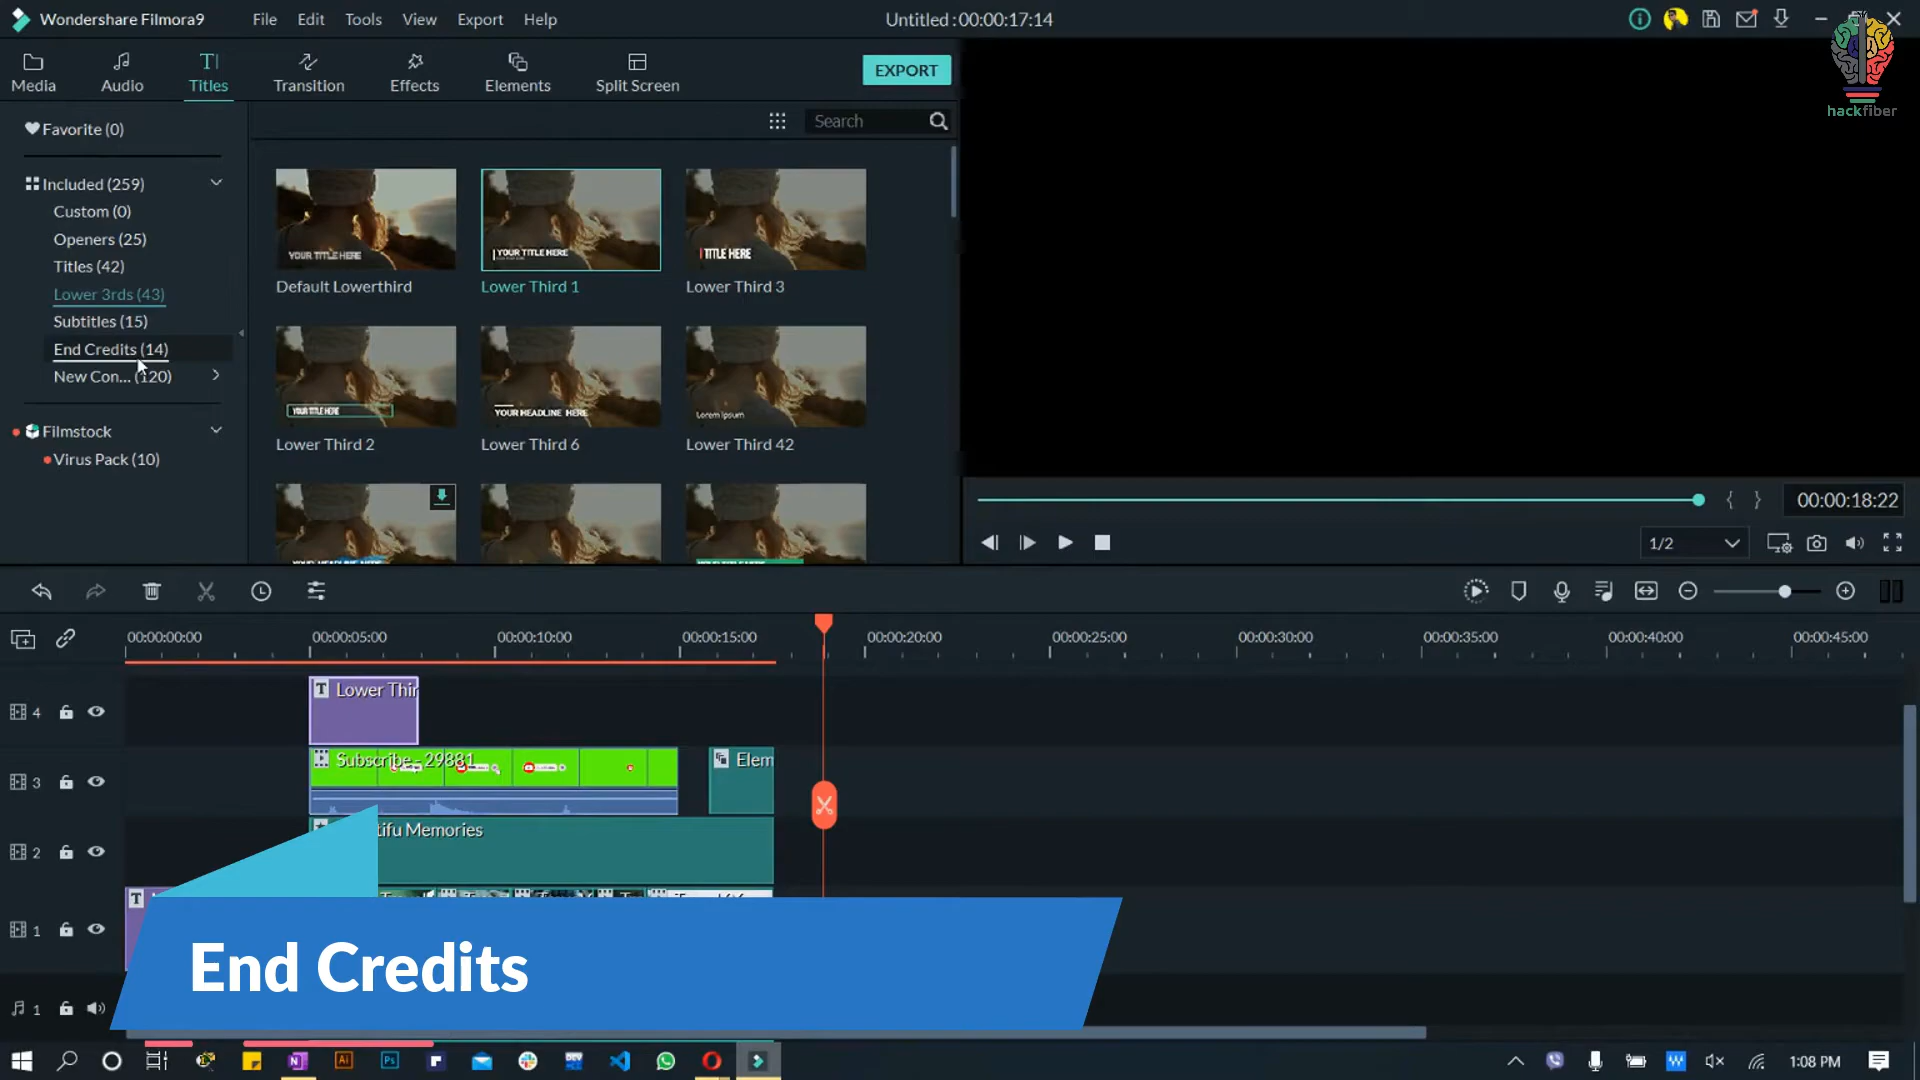 Wondershare Filmora9
File
Edit
Tools
View
Export
Help
Untitled : 00:00:17:14
hackfiber
Media
Audio
Titles
Transition
Effects
Elements
Split Screen
EXPORT
Favorite (0)
Search
Included (259)
Custom (0)
Openers (25)
Titles (42)
Lower 3rds (43)
Subtitles (15)
End Credits (14)
New Con... (120)
Filmstock
Virus Pack (10)
YOUR TITLE HERE
YOUR TITLE HERE
TITLE HERE
Default Lowerthird
Lower Third 1
Lower Third 3
YOUR TITLE HERE
YOUR HEADLINE HERE
Lorem Ipsum
Lower Third 2
Lower Third 6
Lower Third 42
00:00:18:22
1/2
00:00:00:00
00:00:05:00
00:00:10:00
00:00:15:00
00:00:20:00
00:00:25:00
00:00:30:00
00:00:35:00
00:00:40:00
00:00:45:00
4
T Lower Thir
3
Subscribe - 29881
Elem
2
tifu Memories
1
T
End Credits
1
1:08 PM